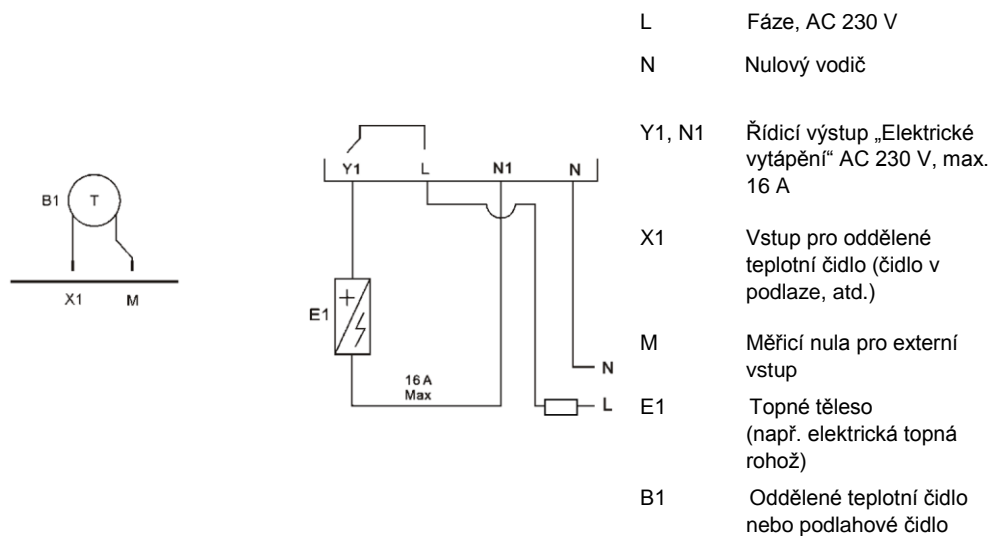 B1
T
X1
M
Y1
L
N1
N
E1
16 A
Max
N
L
L Fáze, AC 230 V
N Nulový vodič
Y1, N1 Řídicí výstup „Elektrické
vytápění“ AC 230 V, max.
16 A
X1 Vstup pro oddělené
teplotní čidlo (čidlo v
podlaze, atd.)
M Měřicí nula pro externí
vstup
E1 Topné těleso
(např. elektrická topná
rohož)
B1 Oddělené teplotní čidlo
nebo podlahové čidlo